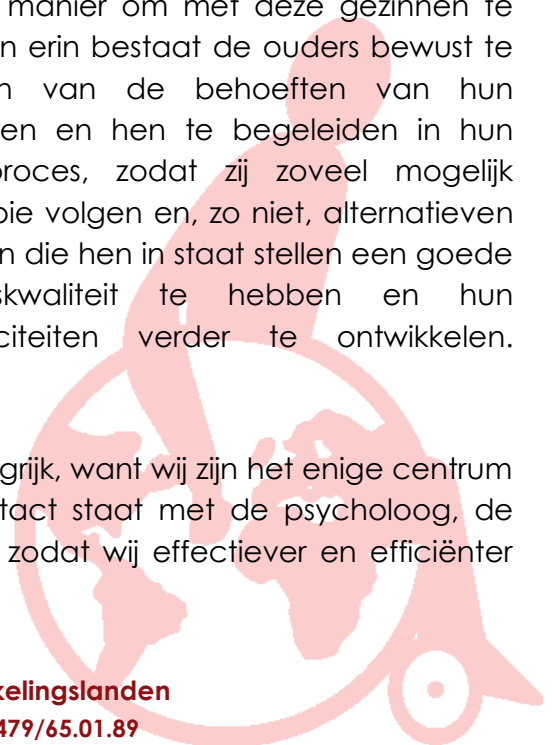 manier om met deze gezinnen te
n erin bestaat de ouders bewust te
van de behoeften van hun
en en hen te begeleiden in hun
roces, zodat zij zoveel mogelijk
pie volgen en, zo niet, alternatieven
n die hen in staat stellen een goede
skwaliteit te hebben en hun
citeiten verder te ontwikkelen.
grijk, want wij zijn het enige centrum
tact staat met de psycholoog, de
zodat wij effectiever en efficiënter
kelingslanden
479/65.01.89